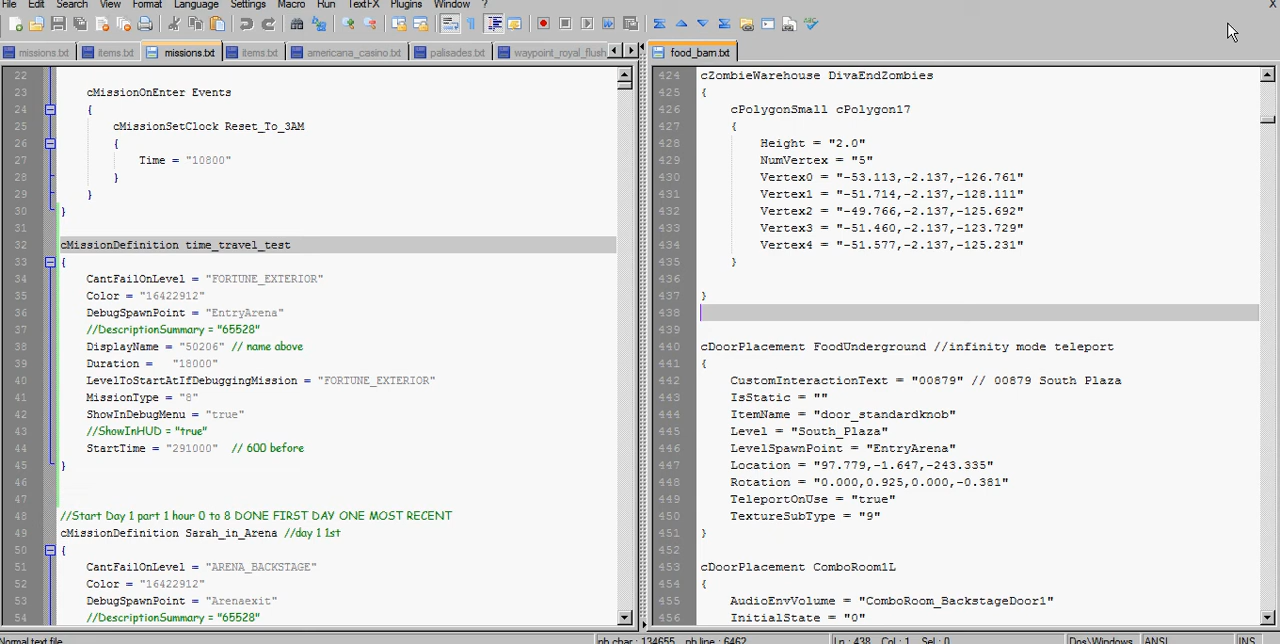 File Edit Search View Format Language Settings Macro Run TextFX Plugins Window ?
X
missions.txt items.txt missions.txt items.txt americana_casino.txt palisades.txt waypoint_royal_flush
food_barn.txt
22
23 cMissionOnEnter Events
24 {
25 cMissionSetClock Reset_To_3AM
26 {
27 Time = "10800"
28 }
29 }
30 }
31
32 cMissionDefinition time_travel_test
33 {
34 CantFailOnLevel = "FORTUNE_EXTERIOR"
35 Color = "16422912"
36 DebugSpawnPoint = "EntryArena"
37 //DescriptionSummary = "65528"
38 DisplayName = "50206" // name above
39 Duration = "18000"
40 LevelToStartAtIfDebuggingMission = "FORTUNE_EXTERIOR"
41 MissionType = "8"
42 ShowInDebugMenu = "true"
43 //ShowInHUD = "true"
44 StartTime = "291000" // 600 before
45 }
46
47
48 //Start Day 1 part 1 hour 0 to 8 DONE FIRST DAY ONE MOST RECENT
49 cMissionDefinition Sarah_in_Arena //day 1 1st
50 {
51 CantFailOnLevel = "ARENA_BACKSTAGE"
52 Color = "16422912"
53 DebugSpawnPoint = "Arenaexit"
54 //DescriptionSummary = "65528"
424 cZombieWarehouse DivaEndZombies
425 {
426 cPolygonSmall cPolygon17
427 {
428 Height = "2.0"
429 NumVertex = "5"
430 Vertex0 = "-53.113,-2.137,-126.761"
431 Vertex1 = "-51.714,-2.137,-128.111"
432 Vertex2 = "-49.766,-2.137,-125.692"
433 Vertex3 = "-51.460,-2.137,-123.729"
434 Vertex4 = "-51.577,-2.137,-125.231"
435 }
436
437 }
438
439
440 cDoorPlacement FoodUnderground //infinity mode teleport
441 {
442 CustomInteractionText = "00879" // 00879 South Plaza
443 IsStatic = ""
444 ItemName = "door_standardknob"
445 Level = "South_Plaza"
446 LevelSpawnPoint = "EntryArena"
447 Location = "97.779,-1.647,-243.335"
448 Rotation = "0.000,0.925,0.000,-0.381"
449 TeleportOnUse = "true"
450 TextureSubType = "9"
451 }
452
453 cDoorPlacement ComboRoom1L
454 {
455 AudioEnvVolume = "ComboRoom_BackstageDoor1"
456 InitialState = "0"
Normal text file nb char : 134655 nb line : 6462 Ln : 438 Col : 1 Sel : 0 Dos\Windows ANSI INS